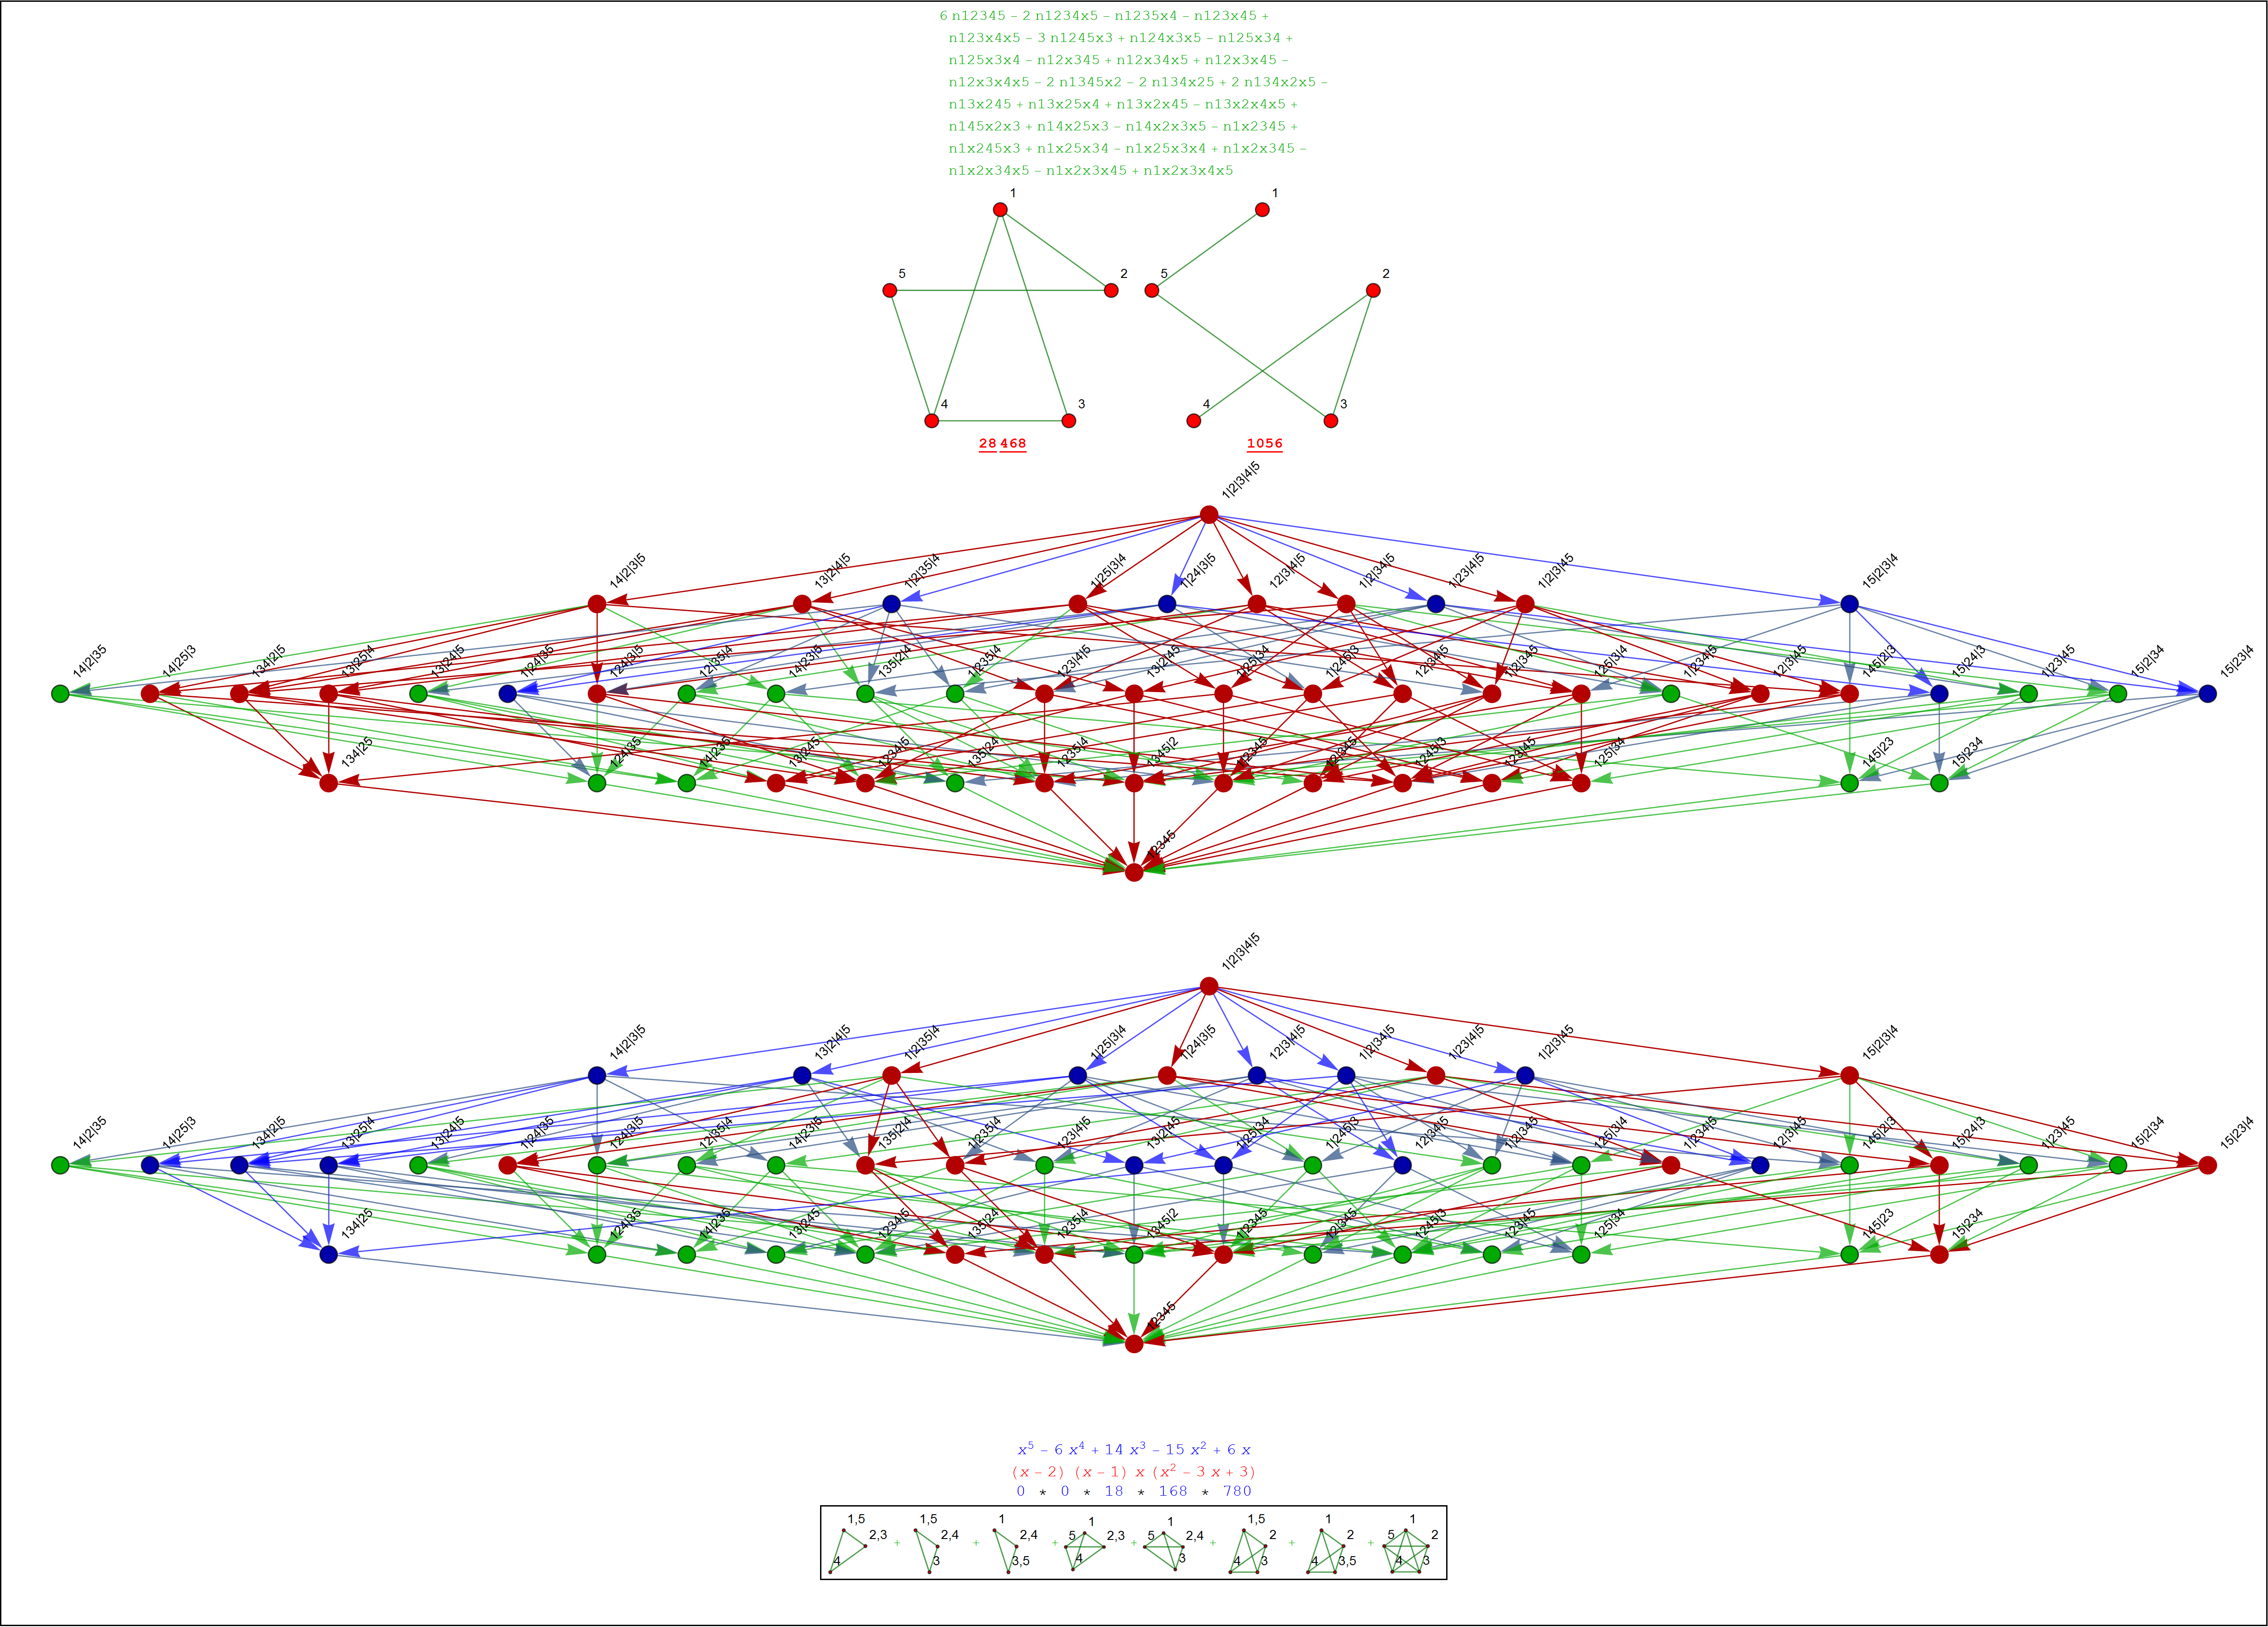 6 n12345 – 2 n1234x5 – n1235x4 – n123x45 +
n123x4x5 – 3 n1245x3 + n124x3x5 – n125x34 +
n125x3x4 – n12x345 + n12x34x5 + n12x3x45 –
n12x3x4x5 – 2 n1345x2 – 2 n134x25 + 2 n134x2x5 –
n13x245 + n13x25x4 + n13x2x45 – n13x2x4x5 +
n145x2x3 + n14x25x3 – n14x2x3x5 – n1x2345 +
n1x245x3 + n1x25x34 – n1x25x3x4 + n1x2x345 –
n1x2x34x5 – n1x2x3x45 + n1x2x3x4x5
1 1
5 2 5 2
4 3 4 3
28 468 1056
1|2|3|4|5
14|2|3|5 13|2|4|5 1|2|35|4 1|25|3|4 1|24|3|5 12|3|4|5 1|2|34|5 1|23|4|5 1|2|3|45 15|2|3|4
14|2|35 14|25|3 134|2|5 13|25|4 13|24|5 1|24|35 124|3|5 12|35|4 14|23|5 135|2|4 1|235|4 123|4|5 13|2|45 1|25|34 1|245|3 12|34|5 1|2|345 125|3|4 1|234|5 12|3|45 145|2|3 15|24|3 1|23|45 15|2|34 15|23|4
134|25 124|35 14|235 13|245 1234|5 135|24 1235|4 1345|2 1|2345 12|345 1245|3 123|45 125|34 145|23 15|234
12345
1|2|3|4|5
14|2|3|5 13|2|4|5 1|2|35|4 1|25|3|4 1|24|3|5 12|3|4|5 1|2|34|5 1|23|4|5 1|2|3|45 15|2|3|4
14|2|35 14|25|3 134|2|5 13|25|4 13|24|5 1|24|35 124|3|5 12|35|4 14|23|5 135|2|4 1|235|4 123|4|5 13|2|45 1|25|34 1|245|3 12|34|5 1|2|345 125|3|4 1|234|5 12|3|45 145|2|3 15|24|3 1|23|45 15|2|34 15|23|4
134|25 124|35 14|235 13|245 1234|5 135|24 1235|4 1345|2 1|2345 12|345 1245|3 123|45 125|34 145|23 15|234
12345
x⁵ – 6 x⁴ + 14 x³ – 15 x² + 6 x
(x – 2) (x – 1) x (x² – 3 x + 3)
0 * 0 * 18 * 168 * 780
1,5 2,3 4 + 1,5 2,4 3 + 1 2,4 3,5 + 1 5 2,3 4 + 1 5 2,4 3 + 1,5 2 4 3 + 1 2 4 3,5 + 1 5 2 4 3